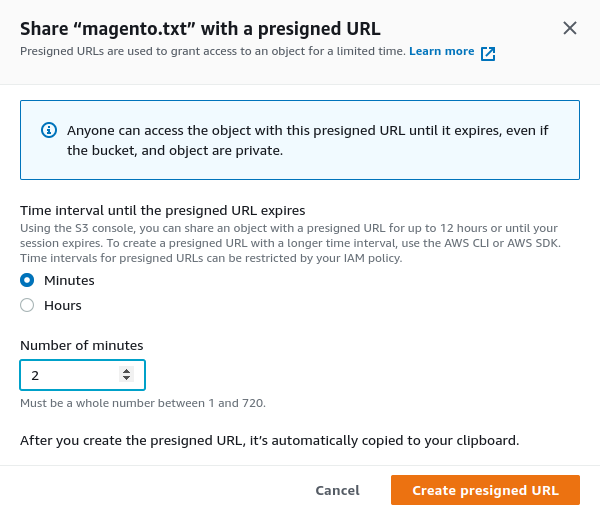 Share “magento.txt” with a presigned URL
Presigned URLs are used to grant access to an object for a limited time. Learn more
Anyone can access the object with this presigned URL until it expires, even if
the bucket, and object are private.
Time interval until the presigned URL expires
Using the S3 console, you can share an object with a presigned URL for up to 12 hours or until your
session expires. To create a presigned URL with a longer time interval, use the AWS CLI or AWS SDK.
Time intervals for presigned URLs can be restricted by your IAM policy.
Minutes
Hours
Number of minutes
2
Must be a whole number between 1 and 720.
After you create the presigned URL, it’s automatically copied to your clipboard.
Cancel Create presigned URL